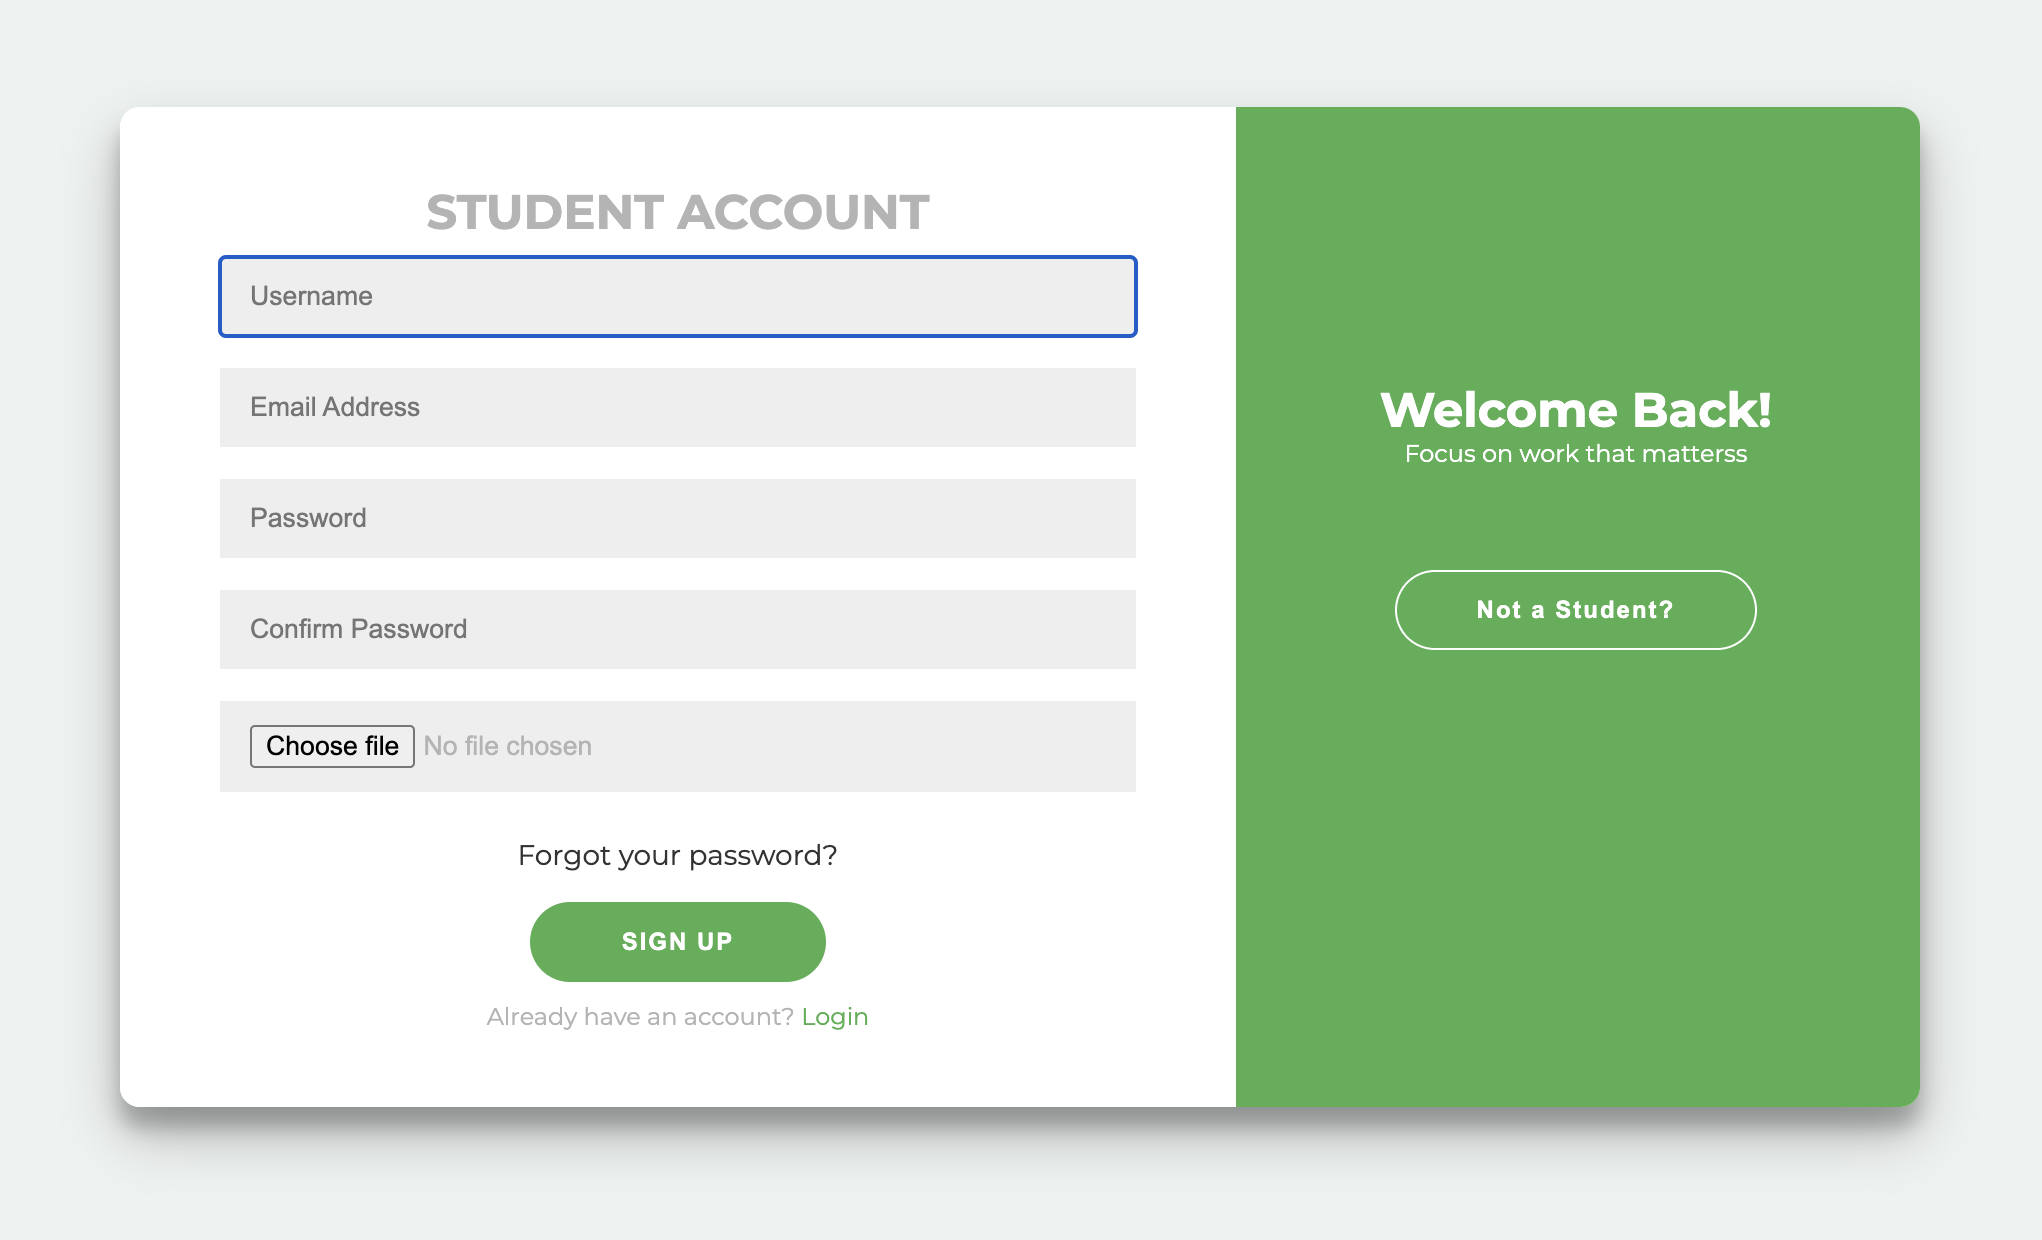 STUDENT ACCOUNT
Username
Email Address
Password
Confirm Password
Choose file No file chosen
Forgot your password?
SIGN UP
Already have an account? Login
Welcome Back!
Focus on work that matterss
Not a Student?